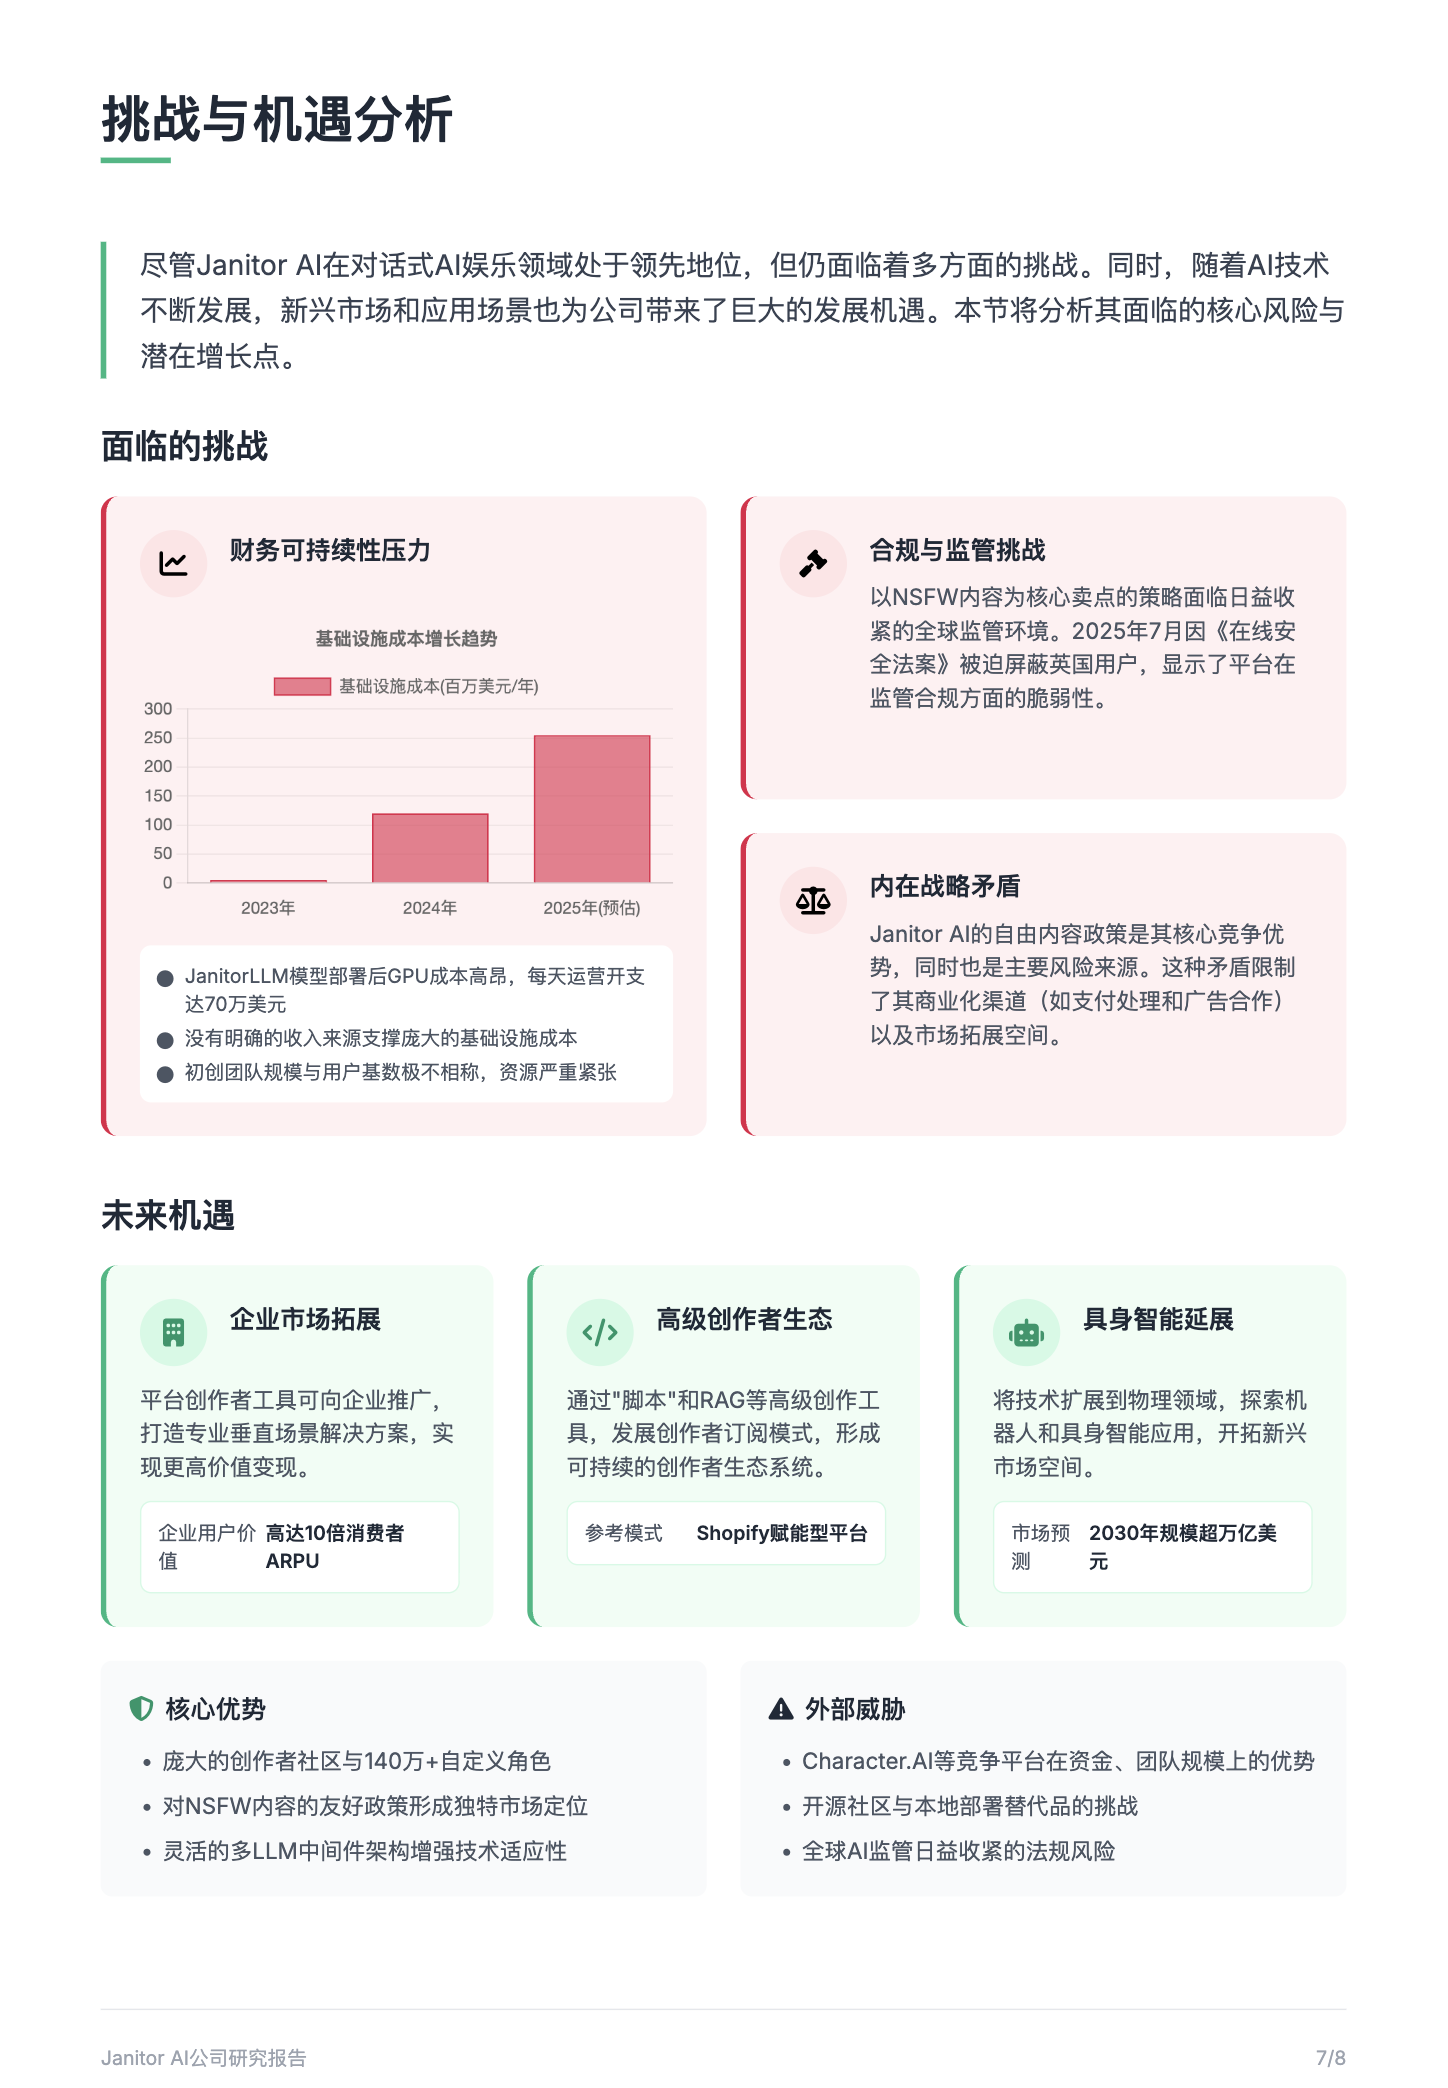 挑战与机遇分析
尽管Janitor AI在对话式AI娱乐领域处于领先地位，但仍面临着多方面的挑战。同时，随着AI技术
不断发展，新兴市场和应用场景也为公司带来了巨大的发展机遇。本节将分析其面临的核心风险与
潜在增长点。
面临的挑战
财务可持续性压力
基础设施成本增长趋势
基础设施成本(百万美元/年)
300
250
200
150
100
50
0
2023年
2024年
2025年(预估)
JanitorLLM模型部署后GPU成本高昂，每天运营开支
达70万美元
没有明确的收入来源支撑庞大的基础设施成本
初创团队规模与用户基数极不相称，资源严重紧张
合规与监管挑战
以NSFW内容为核心卖点的策略面临日益收
紧的全球监管环境。2025年7月因《在线安
全法案》被迫屏蔽英国用户，显示了平台在
监管合规方面的脆弱性。
内在战略矛盾
Janitor AI的自由内容政策是其核心竞争优
势，同时也是主要风险来源。这种矛盾限制
了其商业化渠道（如支付处理和广告合作）
以及市场拓展空间。
未来机遇
企业市场拓展
平台创作者工具可向企业推广，
打造专业垂直场景解决方案，实
现更高价值变现。
企业用户价 高达10倍消费者
值 ARPU
高级创作者生态
通过"脚本"和RAG等高级创作工
具，发展创作者订阅模式，形成
可持续的创作者生态系统。
参考模式 Shopify赋能型平台
具身智能延展
将技术扩展到物理领域，探索机
器人和具身智能应用，开拓新兴
市场空间。
市场预 2030年规模超万亿美
测 元
核心优势
• 庞大的创作者社区与140万+自定义角色
• 对NSFW内容的友好政策形成独特市场定位
• 灵活的多LLM中间件架构增强技术适应性
外部威胁
• Character.AI等竞争平台在资金、团队规模上的优势
• 开源社区与本地部署替代品的挑战
• 全球AI监管日益收紧的法规风险
Janitor AI公司研究报告
7/8